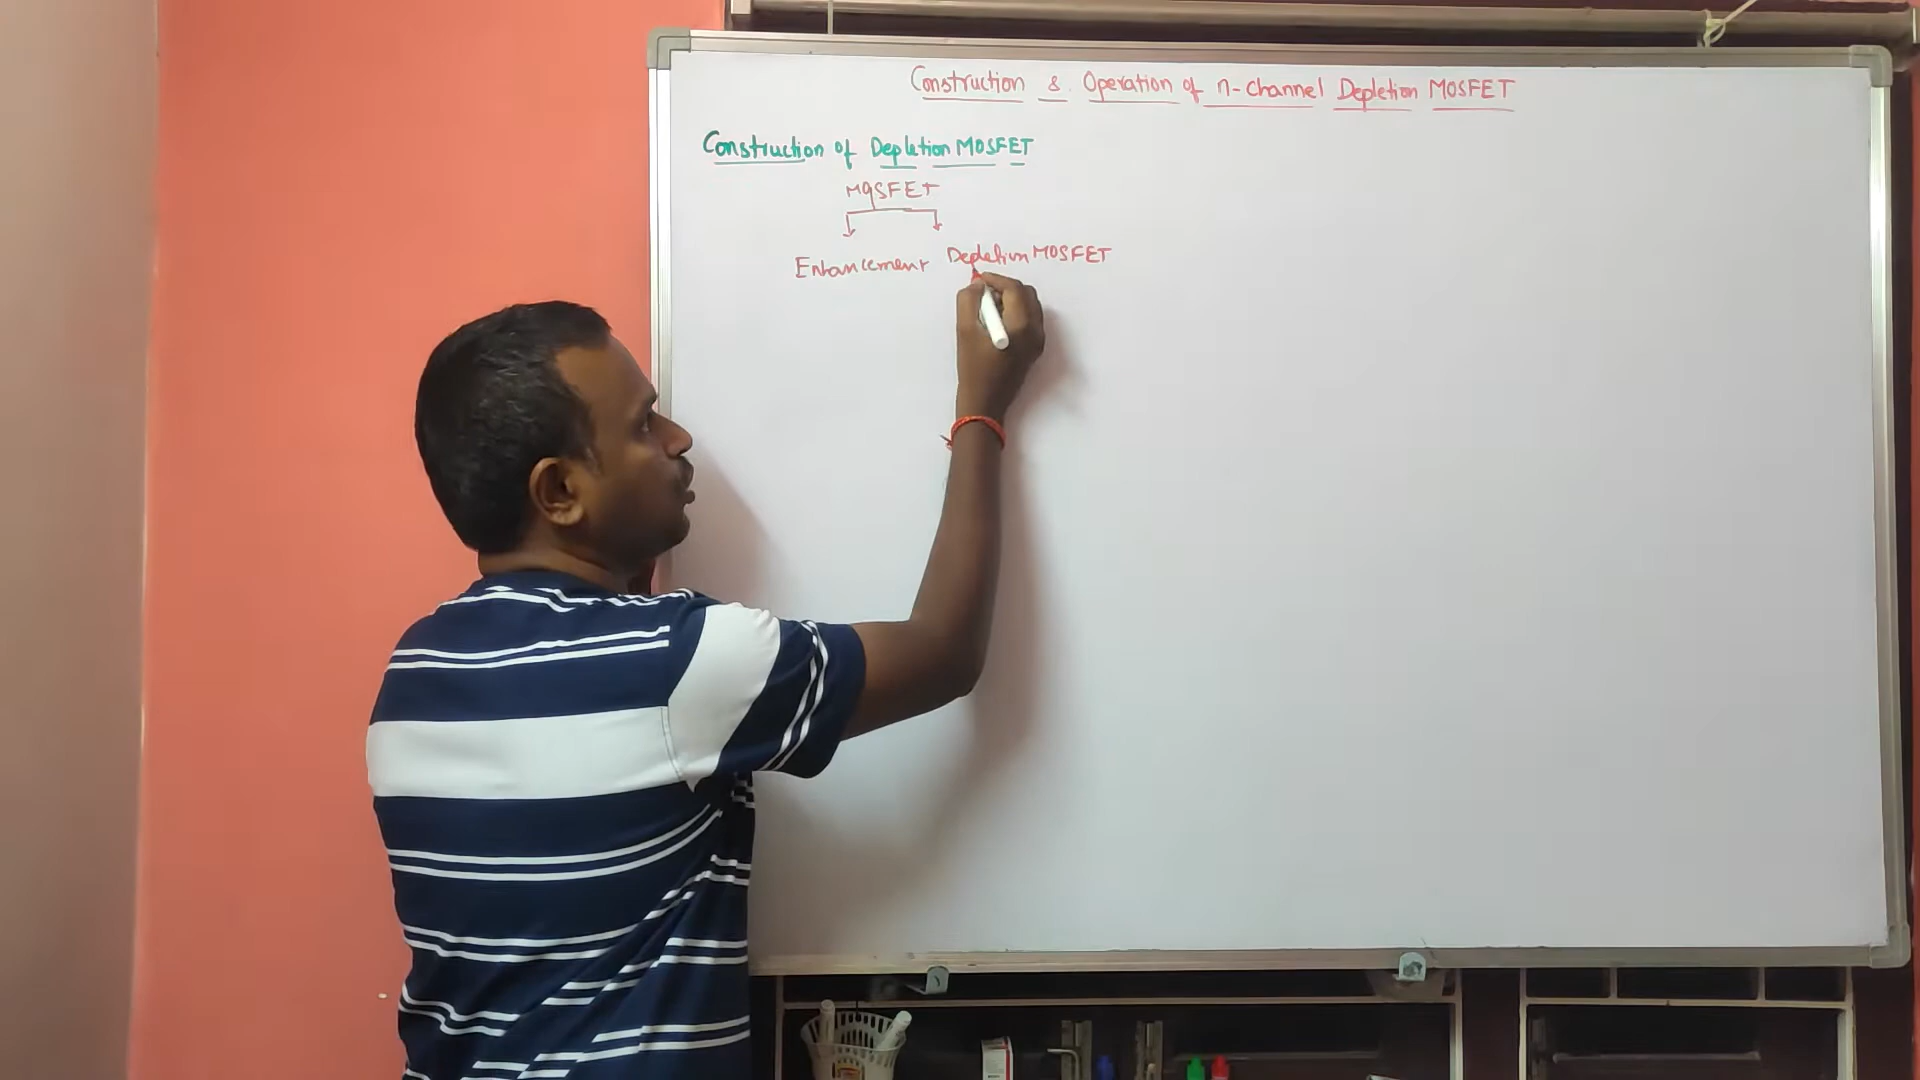 Construction & Operation of n-channel Depletion MOSFET
Construction of Depletion MOSFET
MOSFET
Enhancement Depletion MOSFET